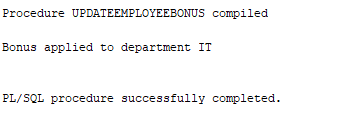 Procedure UPDATEEMPLOYEEBONUS compiled
Bonus applied to department IT
PL/SQL procedure successfully completed.